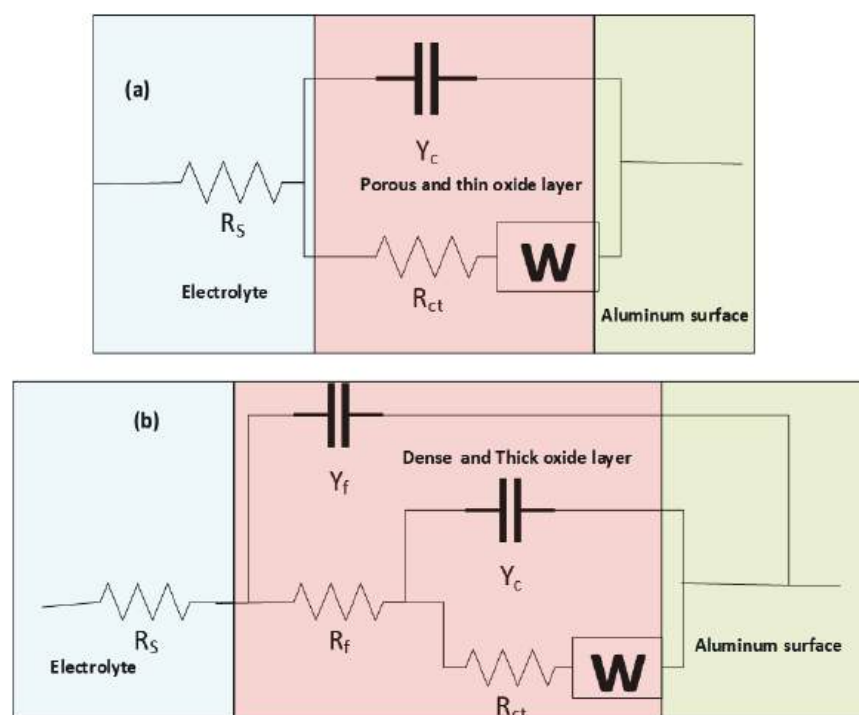 (a)
Y_c
Porous and thin oxide layer
R_S
R_ct
W
Electrolyte
Aluminum surface
(b)
Dense and Thick oxide layer
Y_f
Y_c
R_S
R_f
W
Aluminum surface
Electrolyte
R_ct